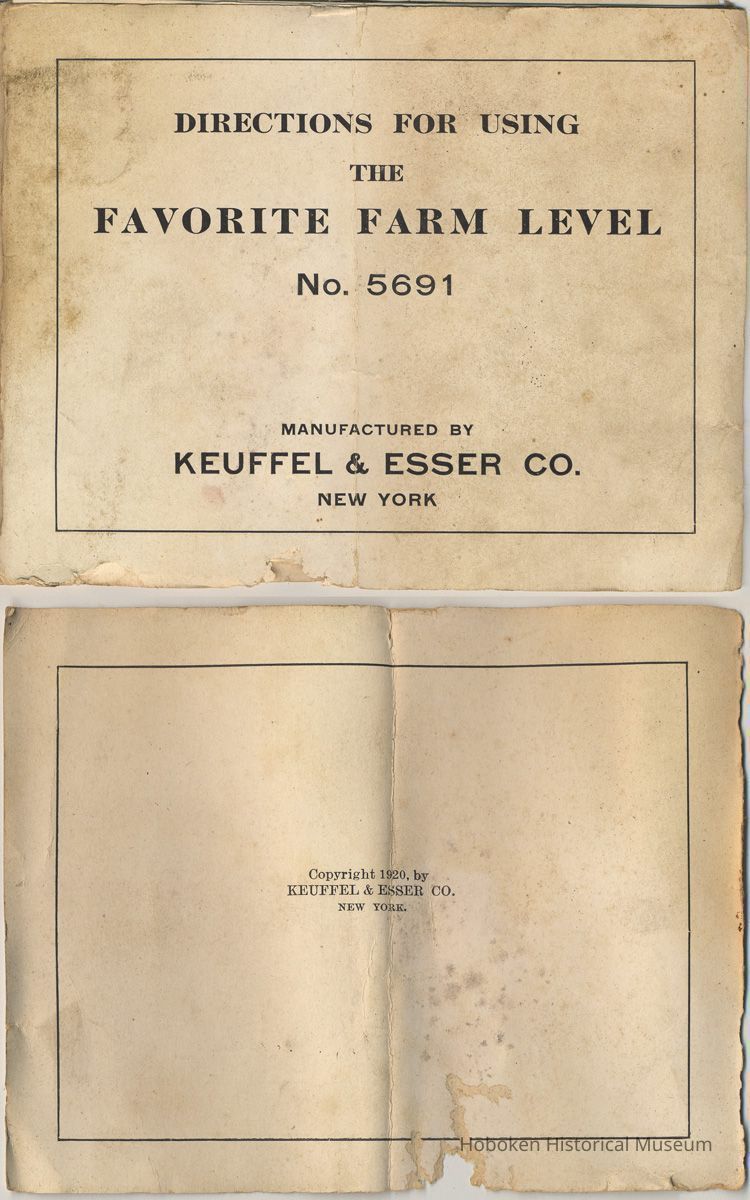 DIRECTIONS FOR USING
THE
FAVORITE FARM LEVEL
No. 5691
MANUFACTURED BY
KEUFFEL & ESSER CO.
NEW YORK
Copyright 1920, by
KEUFFEL & ESSER CO.
NEW YORK.
Hoboken Historical Museum